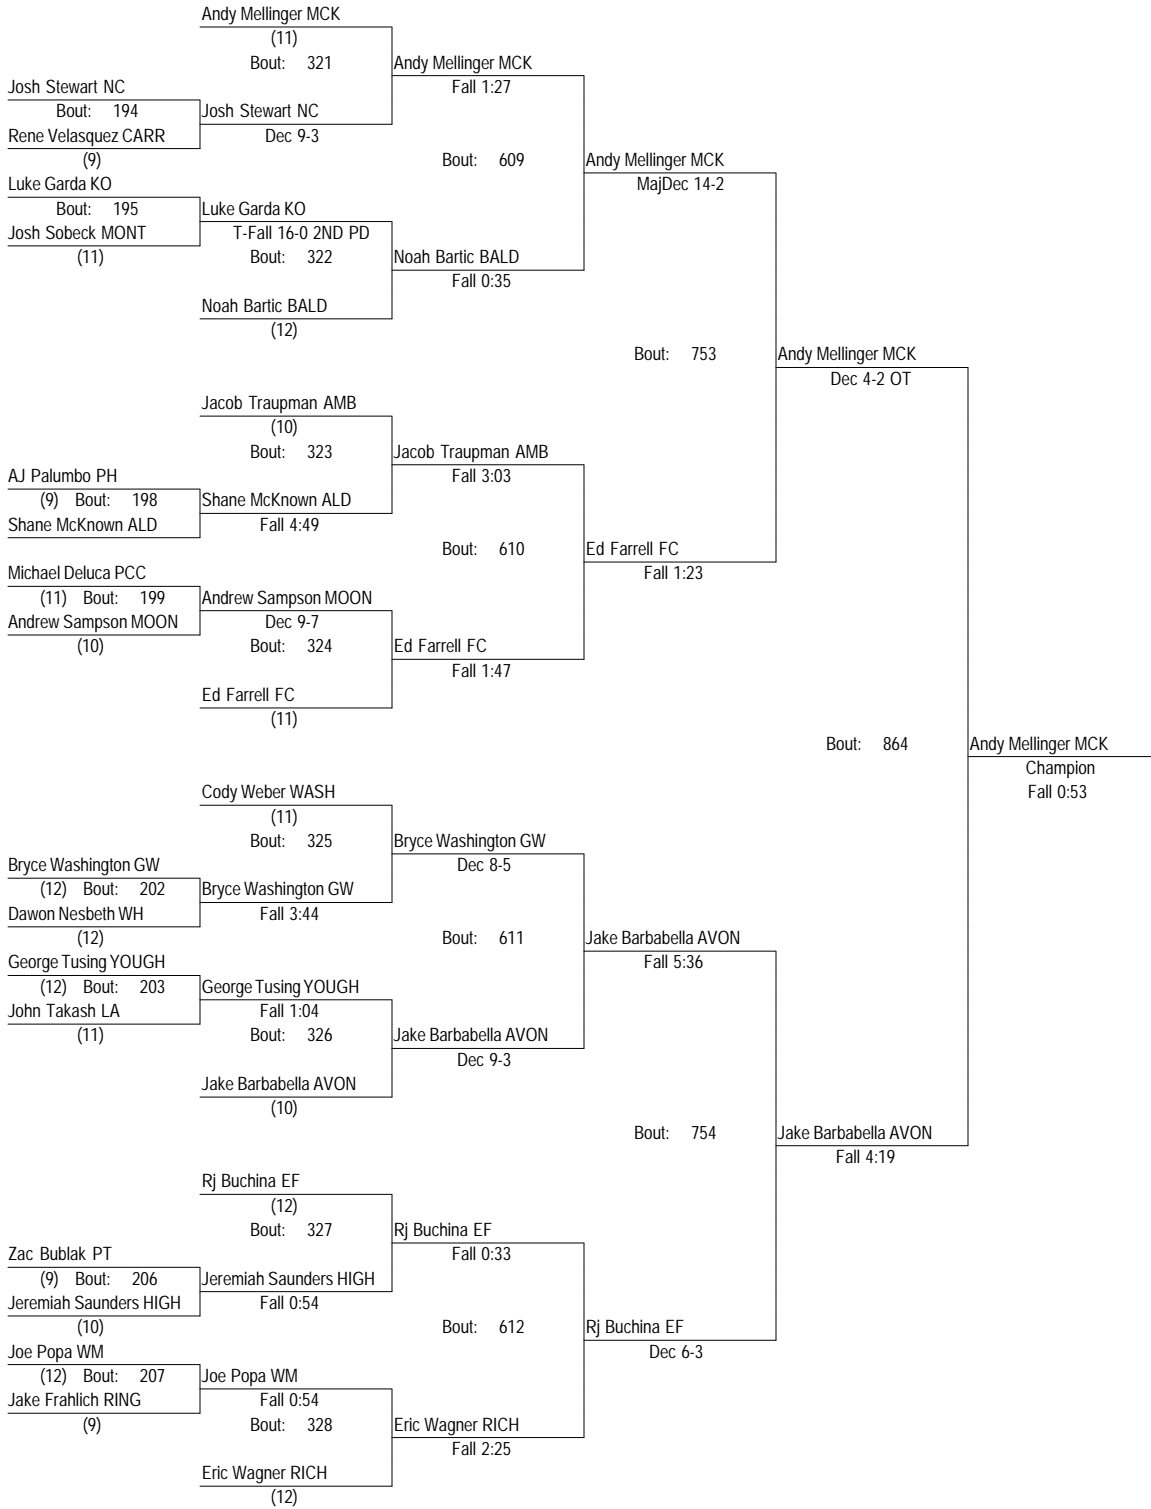 Andy Mellinger MCK
(11)
Bout: 321
Andy Mellinger MCK
Fall 1:27
Josh Stewart NC
Bout: 194
Josh Stewart NC
Rene Velasquez CARR
Dec 9-3
(9)
Bout: 609
Andy Mellinger MCK
MajDec 14-2
Luke Garda KO
Bout: 195
Luke Garda KO
Josh Sobeck MONT
T-Fall 16-0 2ND PD
(11)
Bout: 322
Noah Bartic BALD
Fall 0:35
Noah Bartic BALD
(12)
Bout: 753
Andy Mellinger MCK
Dec 4-2 OT
Jacob Traupman AMB
(10)
Bout: 323
Jacob Traupman AMB
Fall 3:03
AJ Palumbo PH
(9) Bout: 198
Shane McKnown ALD
Shane McKnown ALD
Fall 4:49
Bout: 610
Ed Farrell FC
Fall 1:23
Michael Deluca PCC
(11) Bout: 199
Andrew Sampson MOON
Andrew Sampson MOON
Dec 9-7
(10)
Bout: 324
Ed Farrell FC
Fall 1:47
Ed Farrell FC
(11)
Bout: 864
Andy Mellinger MCK
Champion
Fall 0:53
Cody Weber WASH
(11)
Bout: 325
Bryce Washington GW
Dec 8-5
Bryce Washington GW
(12) Bout: 202
Bryce Washington GW
Dawon Nesbeth WH
Fall 3:44
(12)
Bout: 611
Jake Barbabella AVON
Fall 5:36
George Tusing YOUGH
(12) Bout: 203
George Tusing YOUGH
John Takash LA
Fall 1:04
(11)
Bout: 326
Jake Barbabella AVON
Dec 9-3
Jake Barbabella AVON
(10)
Bout: 754
Jake Barbabella AVON
Fall 4:19
Rj Buchina EF
(12)
Bout: 327
Rj Buchina EF
Fall 0:33
Zac Bublak PT
(9) Bout: 206
Jeremiah Saunders HIGH
Jeremiah Saunders HIGH
Fall 0:54
(10)
Bout: 612
Rj Buchina EF
Dec 6-3
Joe Popa WM
(12) Bout: 207
Joe Popa WM
Jake Frahlich RING
Fall 0:54
(9)
Bout: 328
Eric Wagner RICH
Fall 2:25
Eric Wagner RICH
(12)